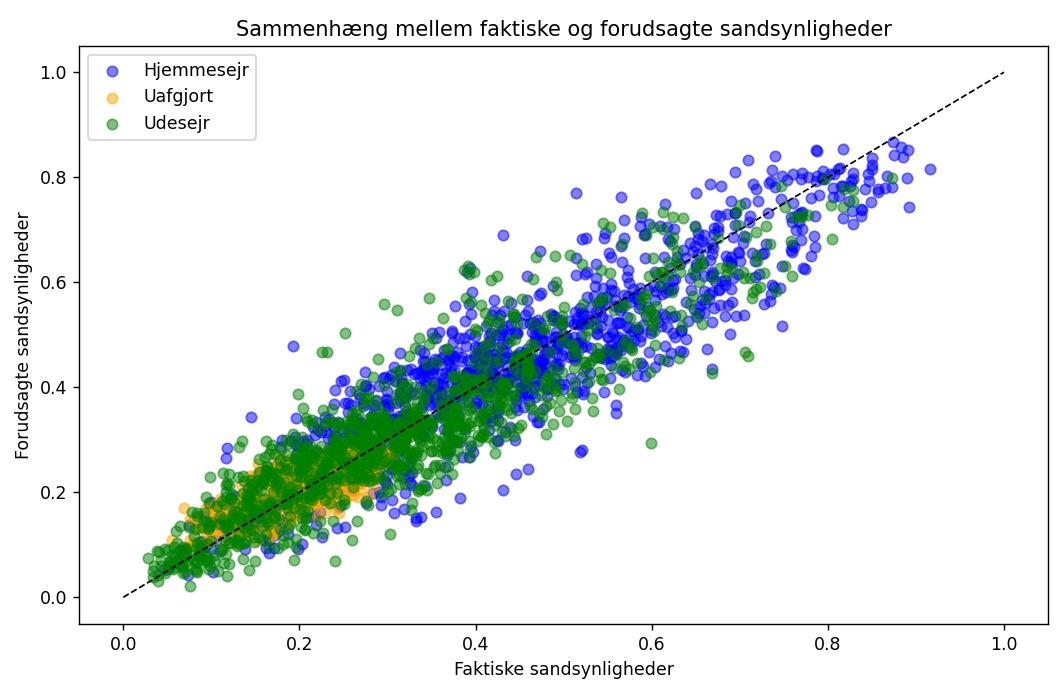 Sammenhæng mellem faktiske og forudsagte sandsynligheder
Hjemmesejr
Uafgjort
Udesejr
Forudsagte sandsynligheder
1.0
0.8
0.6
0.4
0.2
0.0
0.0 0.2 0.4 0.6 0.8 1.0
Faktiske sandsynligheder